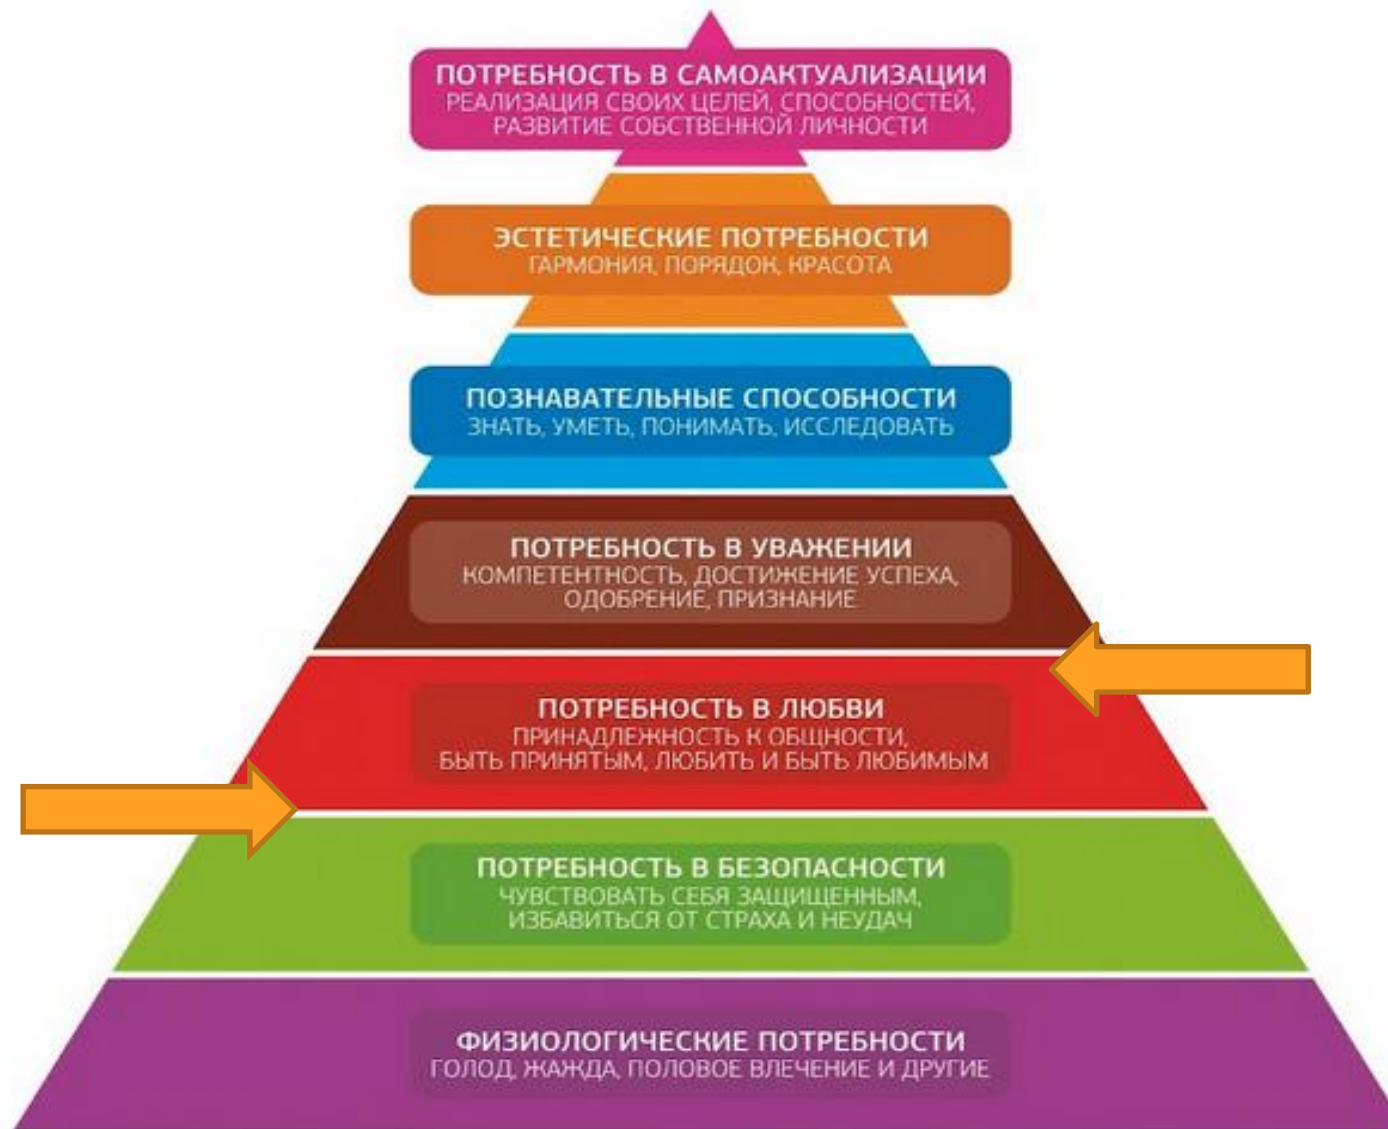 ПОТРЕБНОСТЬ В САМОАКТУАЛИЗАЦИИ
РЕАЛИЗАЦИЯ СВОИХ ЦЕЛЕЙ, СПОСОБНОСТЕЙ,
РАЗВИТИЕ СОБСТВЕННОЙ ЛИЧНОСТИ
ЭСТЕТИЧЕСКИЕ ПОТРЕБНОСТИ
ГАРМОНИЯ, ПОРЯДОК, КРАСОТА
ПОЗНАВАТЕЛЬНЫЕ СПОСОБНОСТИ
ЗНАТЬ, УМЕТЬ, ПОНИМАТЬ, ИССЛЕДОВАТЬ
ПОТРЕБНОСТЬ В УВАЖЕНИИ
КОМПЕТЕНТНОСТЬ, ДОСТИЖЕНИЕ УСПЕХА,
ОДОБРЕНИЕ, ПРИЗНАНИЕ
ПОТРЕБНОСТЬ В ЛЮБВИ
ПРИНАДЛЕЖНОСТЬ К ОБЩНОСТИ,
БЫТЬ ПРИНЯТЫМ, ЛЮБИТЬ И БЫТЬ ЛЮБИМЫМ
ПОТРЕБНОСТЬ В БЕЗОПАСНОСТИ
ЧУВСТВОВАТЬ СЕБЯ ЗАЩИЩЕННЫМ,
ИЗБАВИТЬСЯ ОТ СТРАХА И НЕУДАЧ
ФИЗИОЛОГИЧЕСКИЕ ПОТРЕБНОСТИ
ГОЛОД, ЖАЖДА, ПОЛОВОЕ ВЛЕЧЕНИЕ И ДРУГИЕ